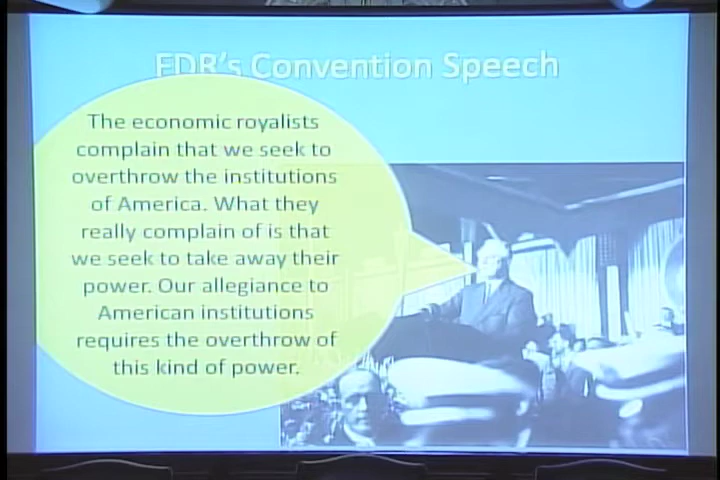 FDR's Convention Speech
The economic royalists
complain that we seek to
overthrow the institutions
of America. What they
really complain of is that
we seek to take away their
power. Our allegiance to
American institutions
requires the overthrow of
this kind of power.